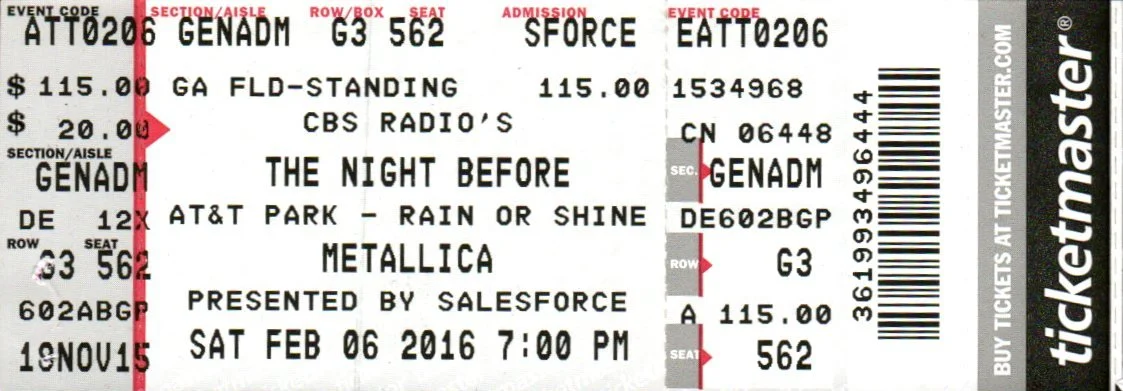 EVENT CODE SECTION/AISLE ROW/BOX SEAT ADMISSION EVENT CODE
ATT0206 GENADM G3 562 SFORCE EATT0206
$ 115.00 GA FLD-STANDING 115.00 1534968
$ 20.00 CBS RADIO'S CN 06448
SECTION/AISLE
GENADM THE NIGHT BEFORE SEC. GENADM
DE 12X AT&T PARK - RAIN OR SHINE DE602BGP
ROW SEAT
G3 562 METALLICA ROW G3
602ABGP PRESENTED BY SALESFORCE A 115.00
18NOV15 SAT FEB 06 2016 7:00 PM SEAT 562
361993496444
BUY TICKETS AT TICKETMASTER.COM
ticketmaster®